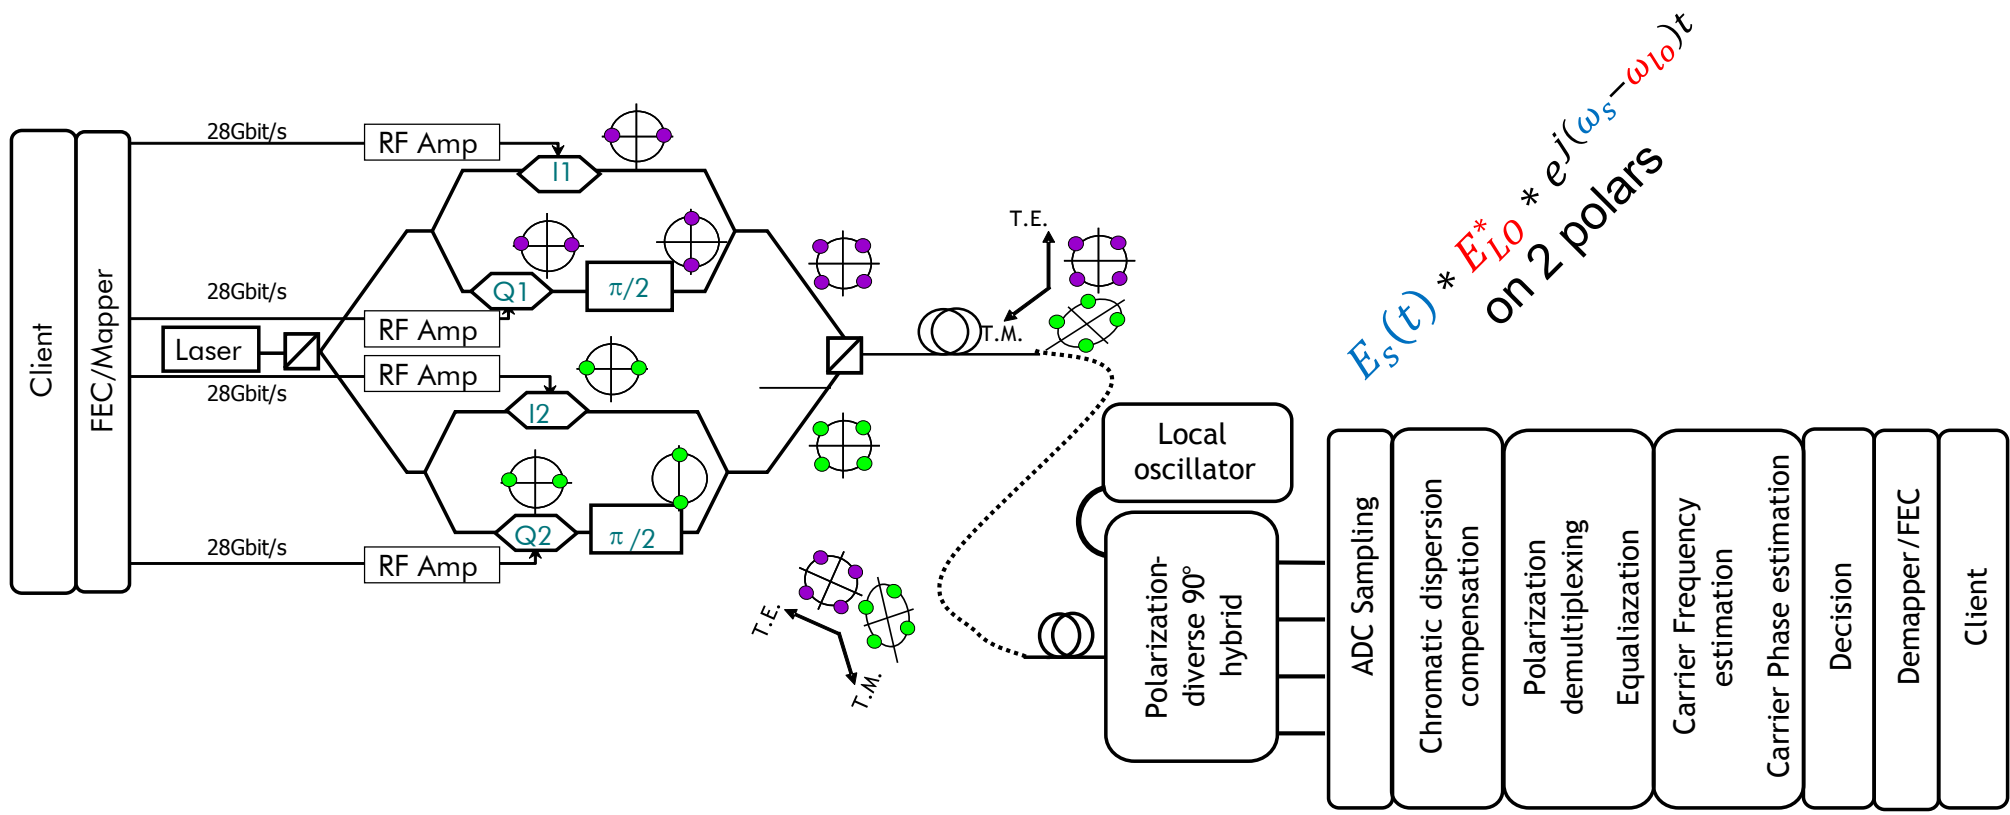 Client
FEC/Mapper
28Gbit/s
RF Amp
I1
28Gbit/s
RF Amp
Q1
π/2
Laser
28Gbit/s
RF Amp
I2
28Gbit/s
RF Amp
Q2
π/2
T.E.
T.M.
T.E.
T.M.
E_s(t) * E_LO^* * e^j(ω_s−ω_lo)t
on 2 polars
Local
oscillator
Polarization-
diverse 90°
hybrid
ADC Sampling
Chromatic dispersion
compensation
Polarization
demultiplexing
Equaliazation
Carrier Frequency
estimation
Carrier Phase estimation
Decision
Demapper/FEC
Client